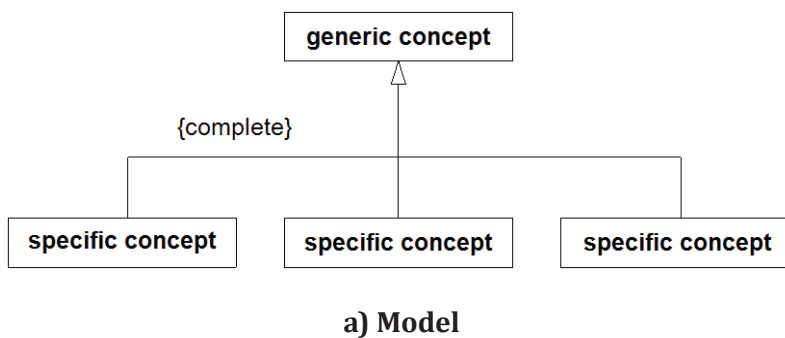 generic concept
{complete}
specific concept specific concept specific concept
a) Model